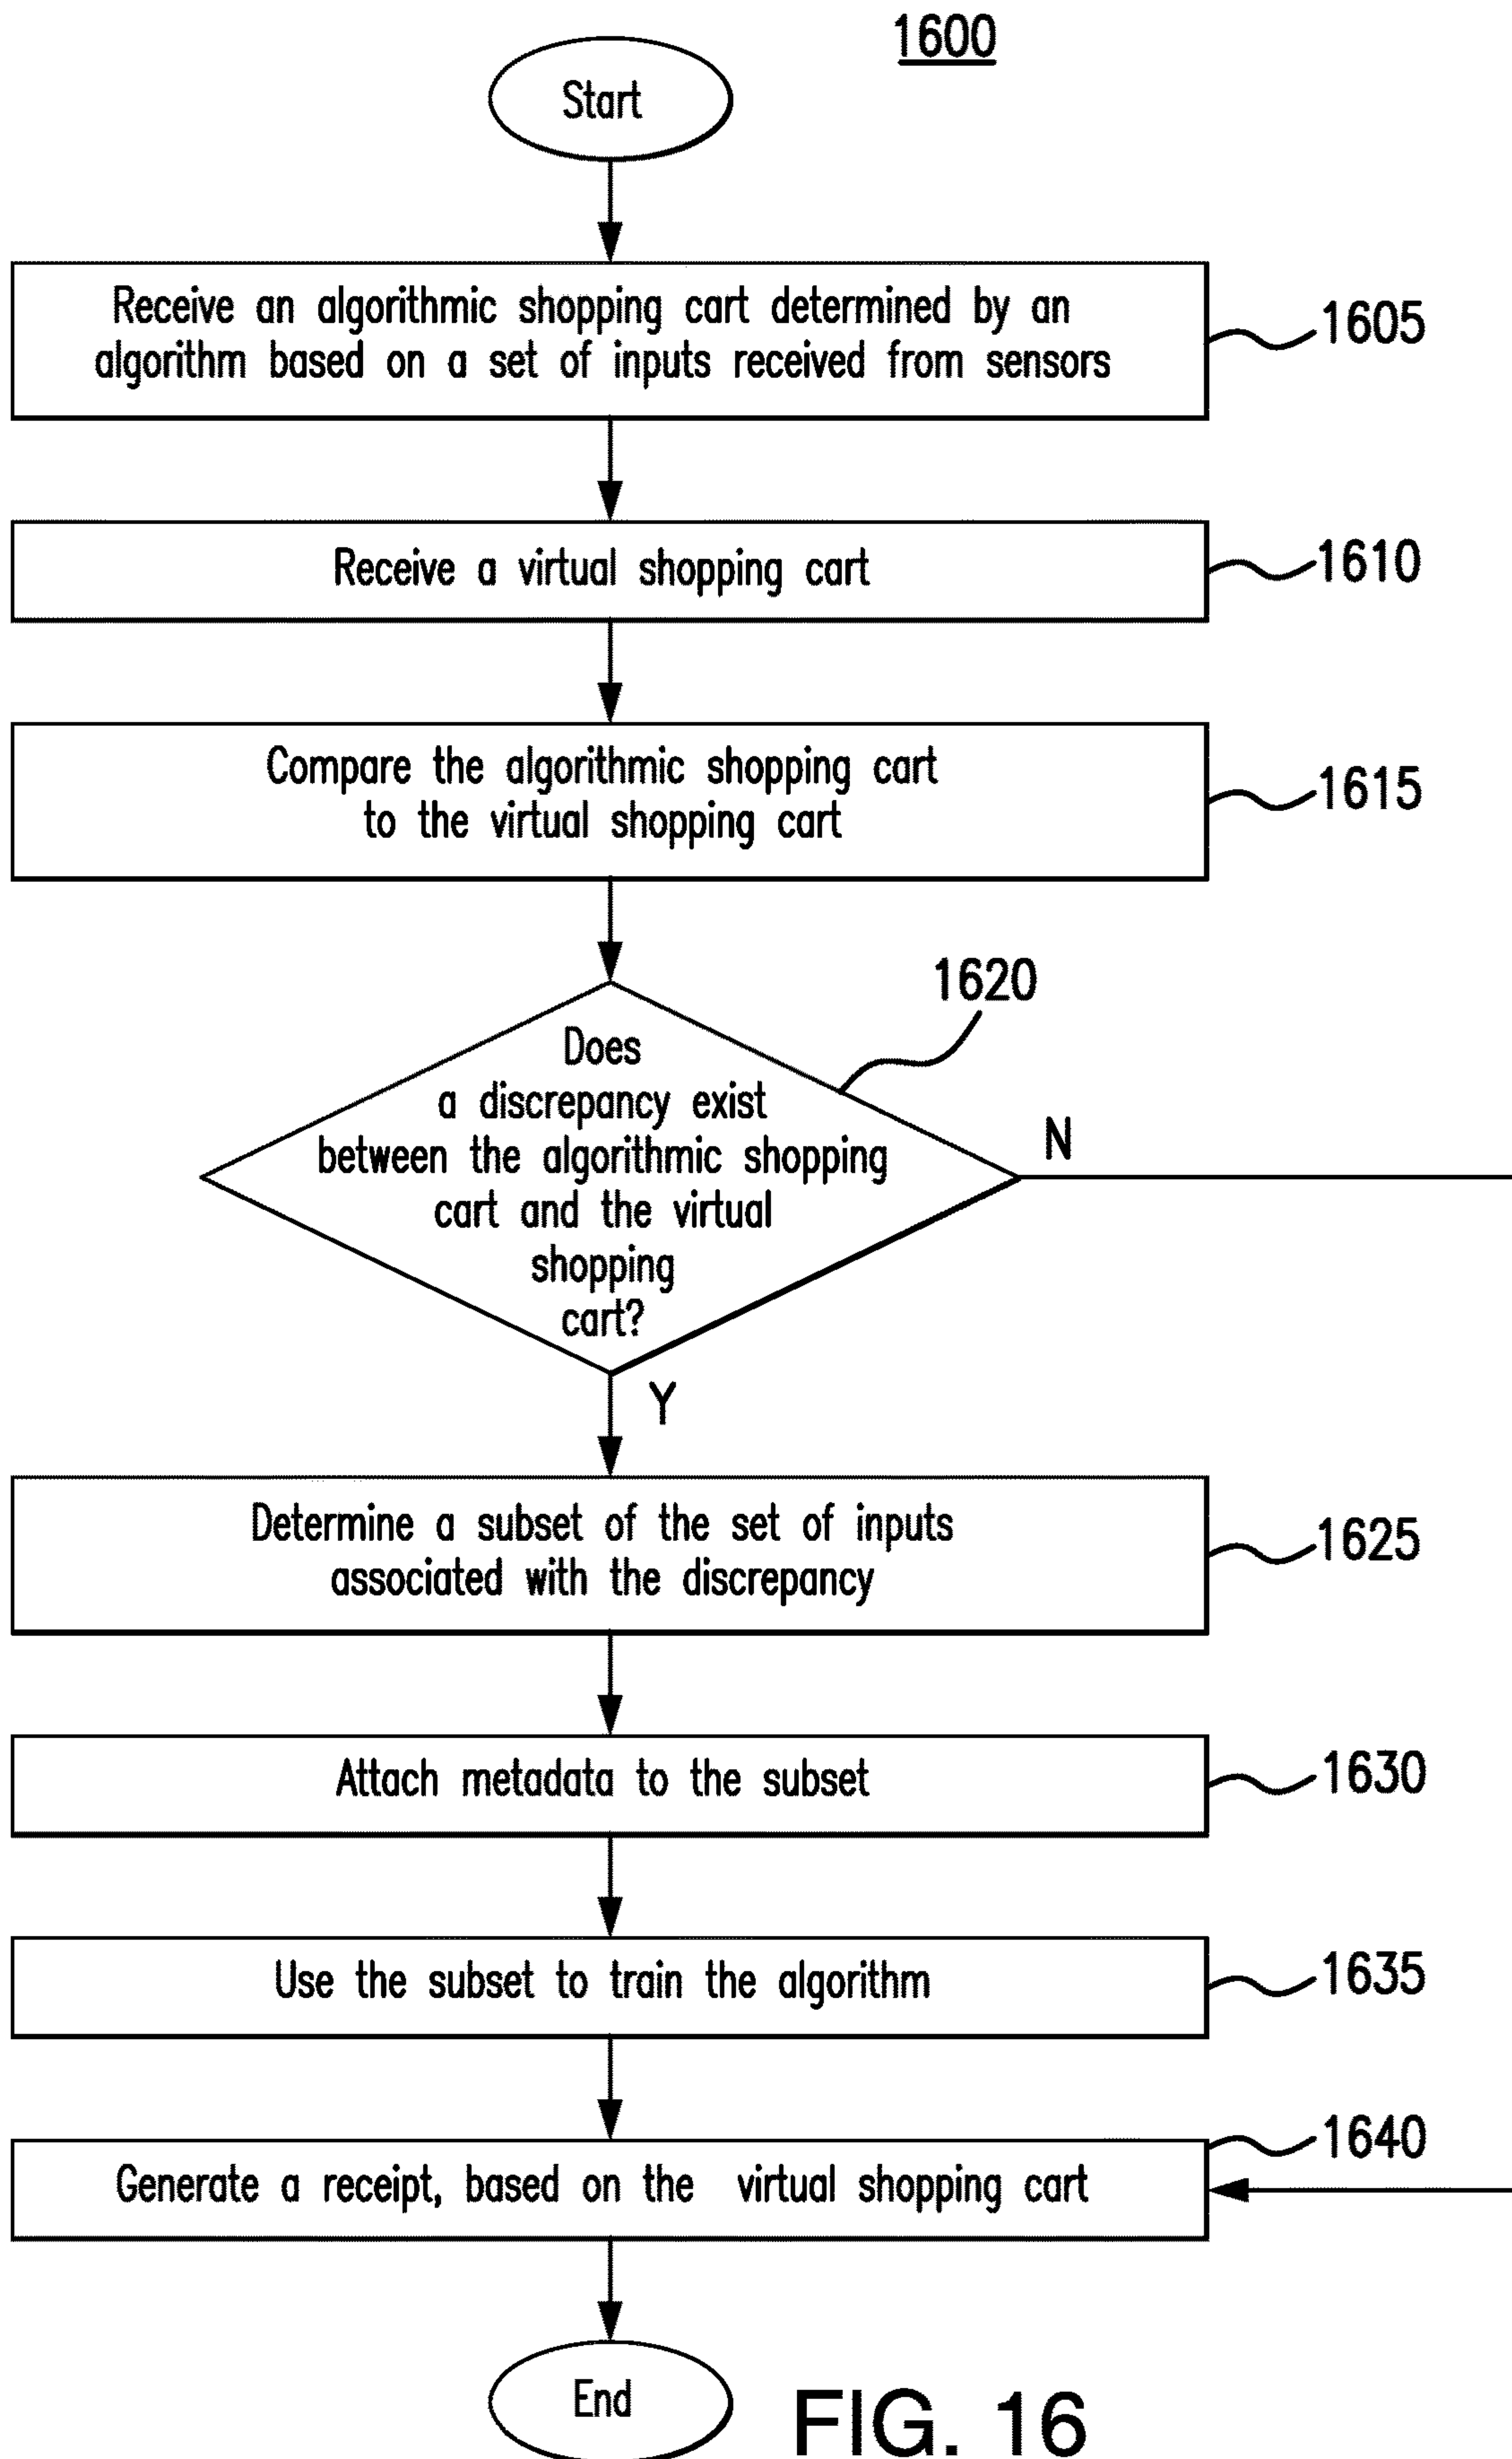 1600
Start
Receive an algorithmic shopping cart determined by an
algorithm based on a set of inputs received from sensors
1605
Receive a virtual shopping cart
1610
Compare the algorithmic shopping cart
to the virtual shopping cart
1615
1620
Does
a discrepancy exist
between the algorithmic shopping
cart and the virtual
shopping
cart?
N
Y
Determine a subset of the set of inputs
associated with the discrepancy
1625
Attach metadata to the subset
1630
Use the subset to train the algorithm
1635
Generate a receipt, based on the virtual shopping cart
1640
End
FIG. 16